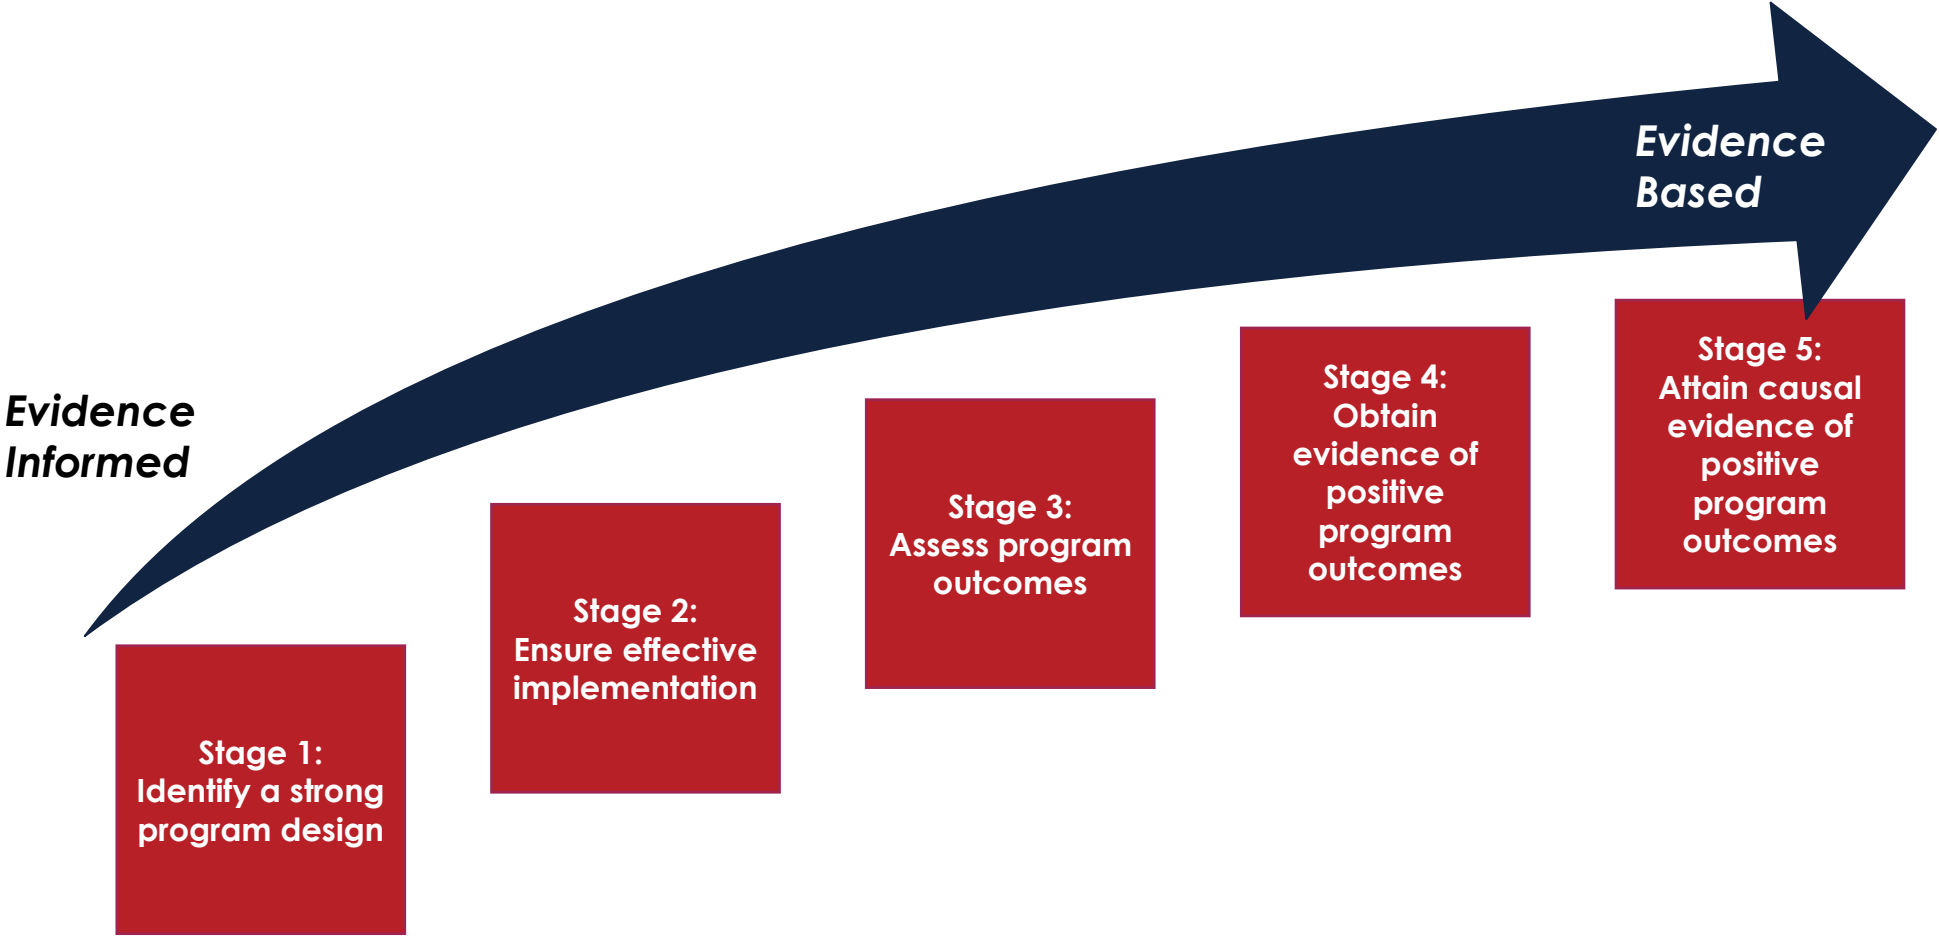 Evidence
Based
Evidence
Informed
Stage 1:
Identify a strong
program design
Stage 2:
Ensure effective
implementation
Stage 3:
Assess program
outcomes
Stage 4:
Obtain
evidence of
positive
program
outcomes
Stage 5:
Attain causal
evidence of
positive
program
outcomes